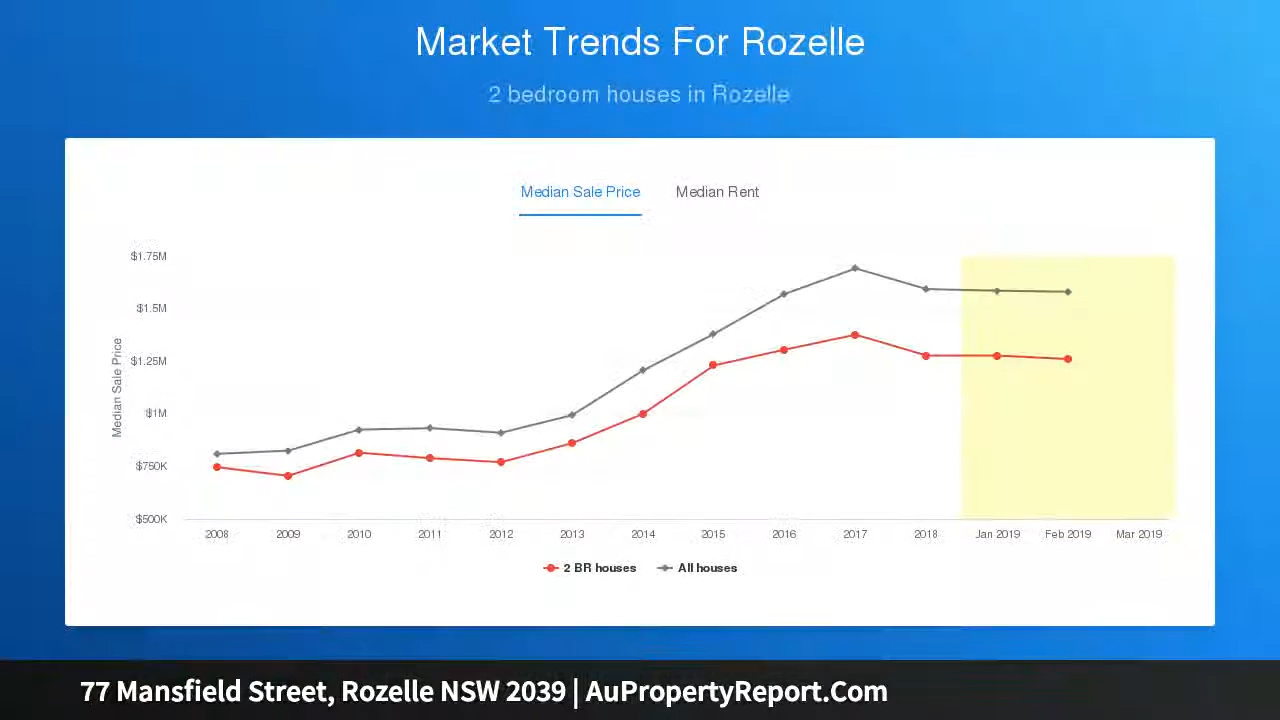 Market Trends For Rozelle
2 bedroom houses in Rozelle
Median Sale Price Median Rent
$1.75M
$1.5M
$1.25M
$1M
$750K
$500K
Median Sale Price
2008 2009 2010 2011 2012 2013 2014 2015 2016 2017 2018 Jan 2019 Feb 2019 Mar 2019
2 BR houses All houses
77 Mansfield Street, Rozelle NSW 2039 | AuPropertyReport.Com